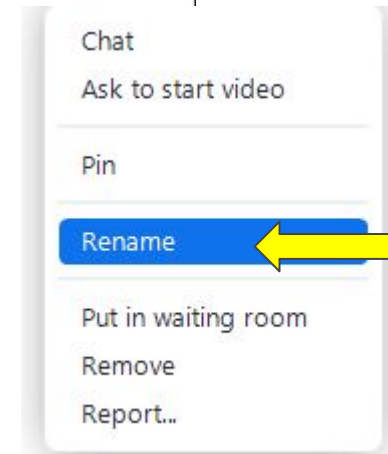 Chat
Ask to start video
Pin
Rename
Put in waiting room
Remove
Report...